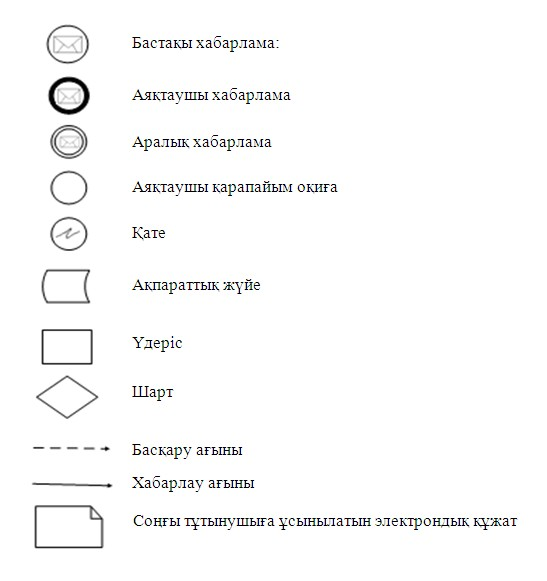 Бастақы хабарлама:
Аяқтаушы хабарлама
Аралық хабарлама
Аяқтаушы қарапайым оқиға
Қате
Ақпараттық жүйе
Үдеріс
Шарт
Басқару ағыны
Хабарлау ағыны
Соңғы тұтынушыға ұсынылатын электрондық құжат